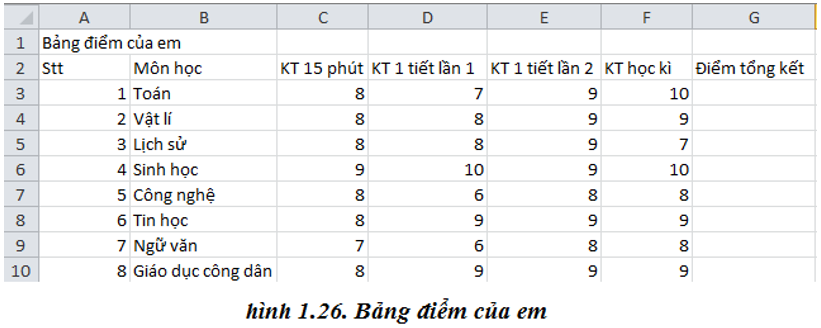 A B C D E F G
1 Bảng điểm của em
2 Stt Môn học KT 15 phút KT 1 tiết lần 1 KT 1 tiết lần 2 KT học kì Điểm tổng kết
3 1 Toán 8 7 9 10
4 2 Vật lí 8 8 9 9
5 3 Lịch sử 8 8 9 7
6 4 Sinh học 9 10 9 10
7 5 Công nghệ 8 6 8 8
8 6 Tin học 8 9 9 9
9 7 Ngữ văn 7 6 8 8
10 8 Giáo dục công dân 8 9 9 9
hình 1.26. Bảng điểm của em